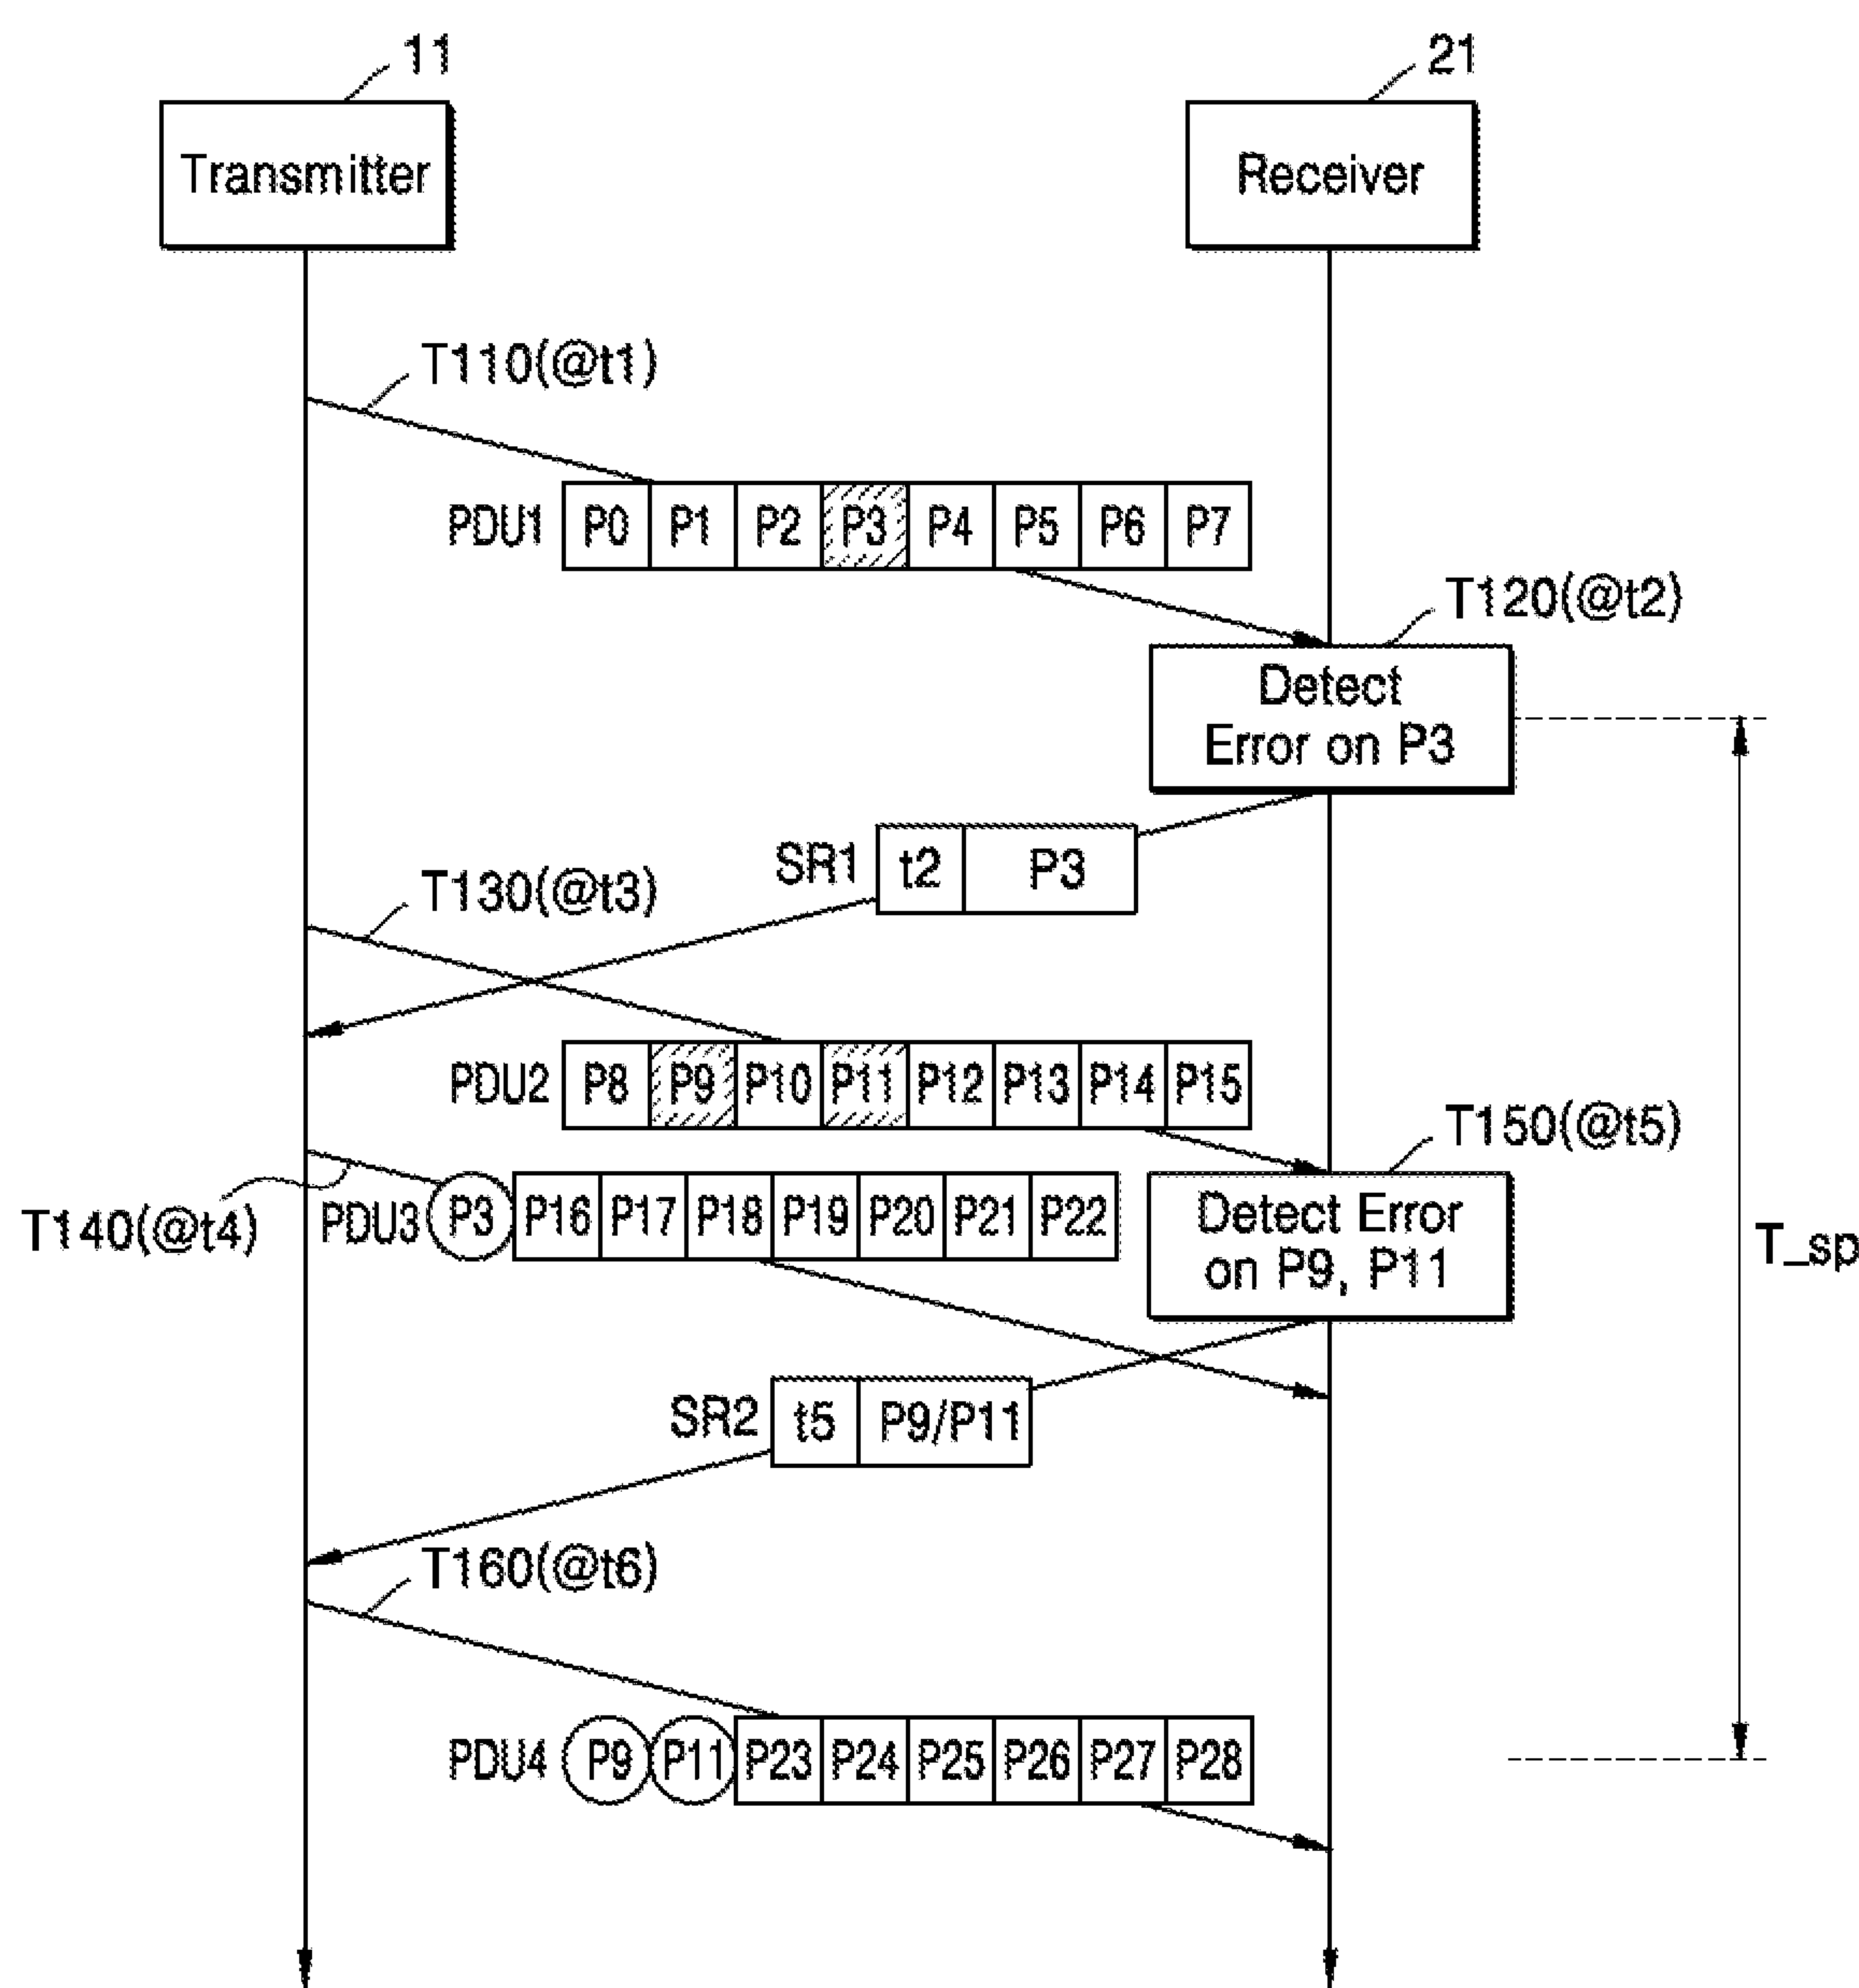 11
21
Transmitter
Receiver
T110(@t1)
PDU1 P0 P1 P2 P3 P4 P5 P6 P7
T120(@t2)
Detect
Error on P3
SR1 t2 P3
T130(@t3)
PDU2 P8 P9 P10 P11 P12 P13 P14 P15
T150(@t5)
T140(@t4)
PDU3 P3 P16 P17 P18 P19 P20 P21 P22
Detect Error
on P9, P11
T_sp
SR2 t5 P9/P11
T160(@t6)
PDU4 P9 P11 P23 P24 P25 P26 P27 P28